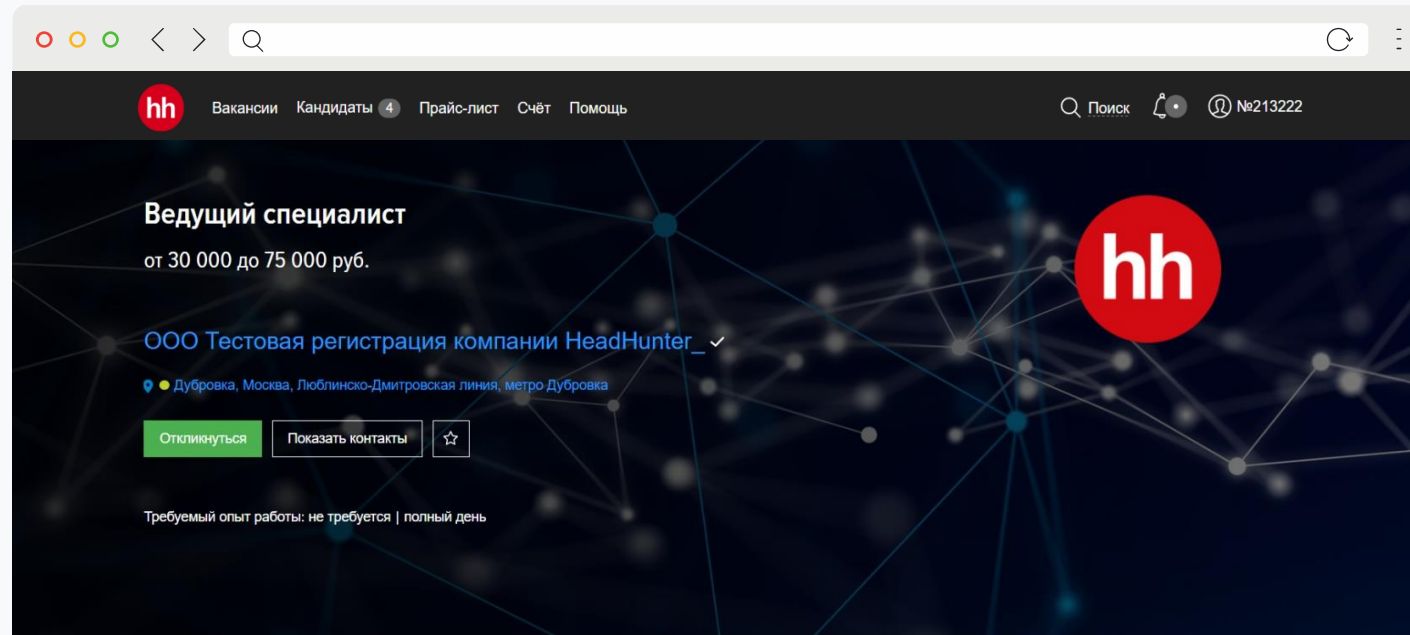 hh Вакансии Кандидаты 4 Прайс-лист Счёт Помощь Поиск №213222
Ведущий специалист
от 30 000 до 75 000 руб.
hh
ООО Тестовая регистрация компании HeadHunter_
Дубровка, Москва, Люблинско-Дмитровская линия, метро Дубровка
Откликнуться Показать контакты
Требуемый опыт работы: не требуется | полный день